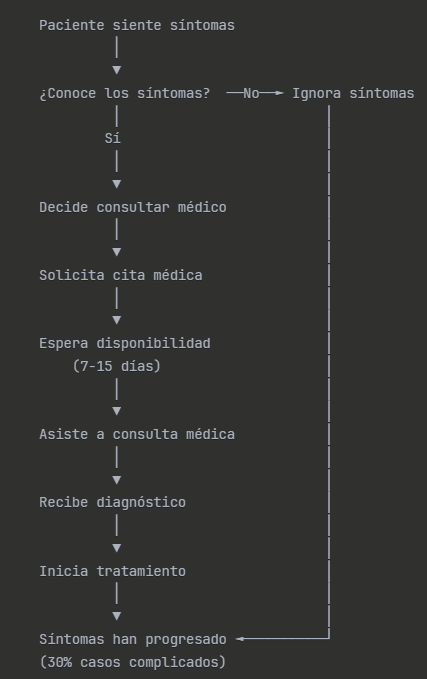 Paciente siente síntomas
¿Conoce los síntomas? No Ignora síntomas
Sí
Decide consultar médico
Solicita cita médica
Espera disponibilidad
(7-15 días)
Asiste a consulta médica
Recibe diagnóstico
Inicia tratamiento
Síntomas han progresado
(30% casos complicados)